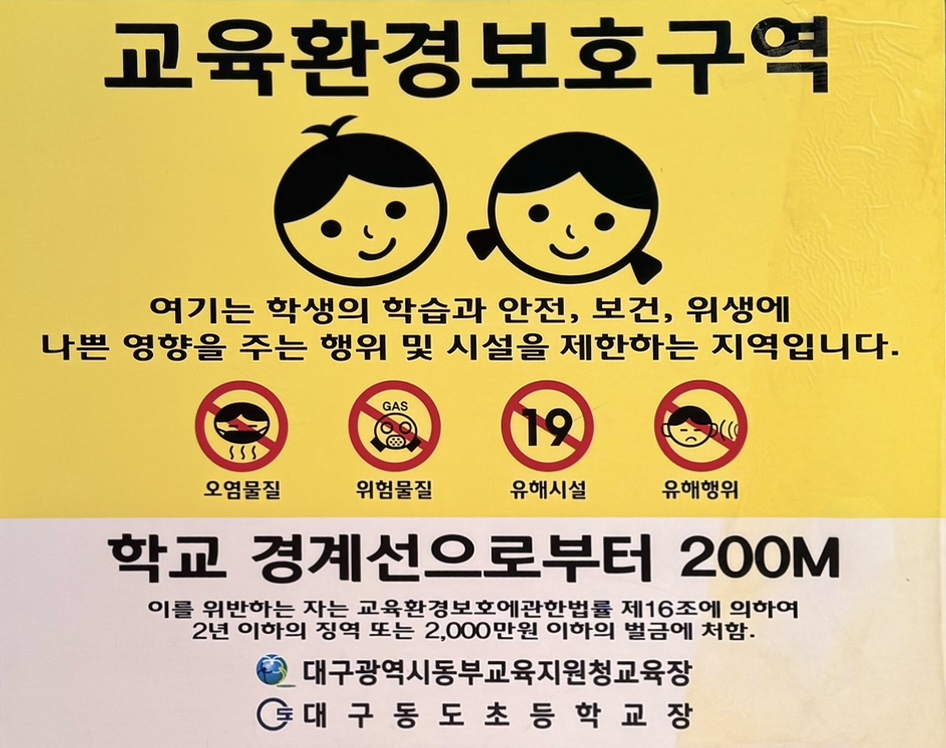 교육환경보호구역
여기는 학생의 학습과 안전, 보건, 위생에
나쁜 영향을 주는 행위 및 시설을 제한하는 지역입니다.
GAS
19
오염물질 위험물질 유해시설 유해행위
학교 경계선으로부터 200M
이를 위반하는 자는 교육환경보호에관한법률 제16조에 의하여
2년 이하의 징역 또는 2,000만원 이하의 벌금에 처함.
대구광역시동부교육지원청교육장
대구동도초등학교장